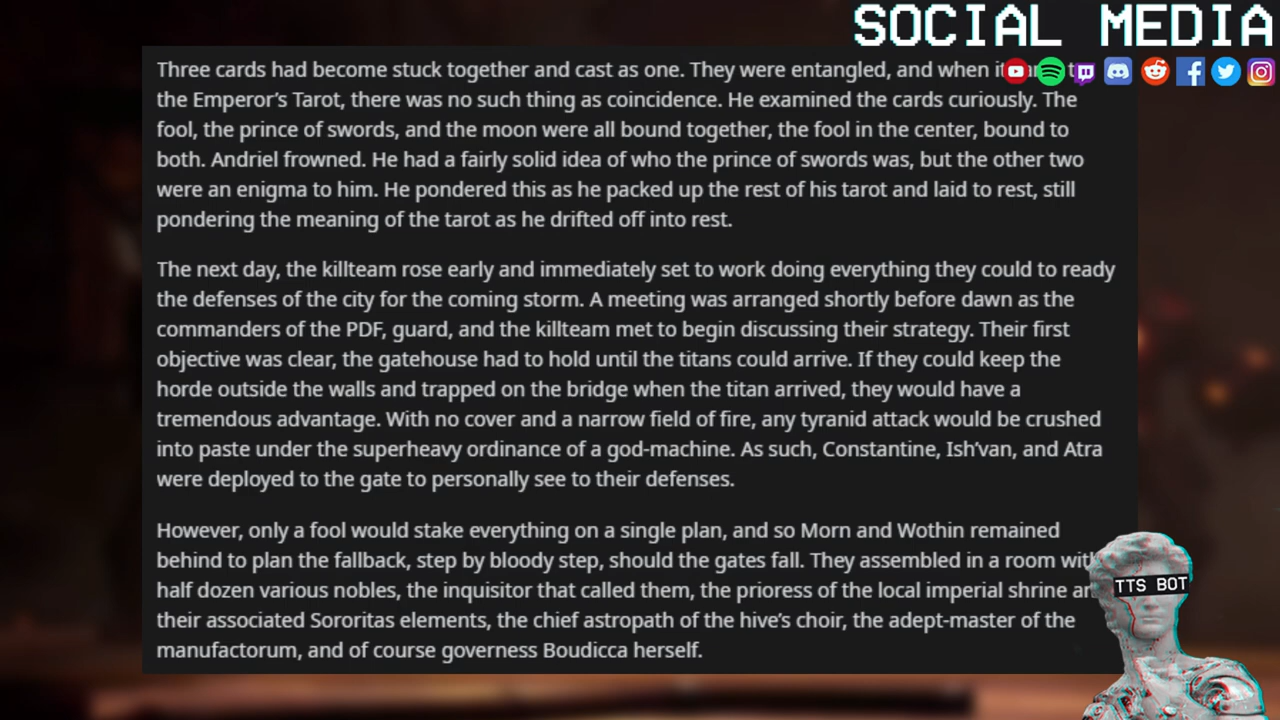 SOCIAL MEDIA
Three cards had become stuck together and cast as one. They were entangled, and when
the Emperor's Tarot, there was no such thing as coincidence. He examined the cards curiously. The
fool, the prince of swords, and the moon were all bound together, the fool in the center, bound to
both. Andriel frowned. He had a fairly solid idea of who the prince of swords was, but the other two
were an enigma to him. He pondered this as he packed up the rest of his tarot and laid to rest, still
pondering the meaning of the tarot as he drifted off into rest.
The next day, the killteam rose early and immediately set to work doing everything they could to ready
the defenses of the city for the coming storm. A meeting was arranged shortly before dawn as the
commanders of the PDF, guard, and the killteam met to begin discussing their strategy. Their first
objective was clear, the gatehouse had to hold until the titans could arrive. If they could keep the
horde outside the walls and trapped on the bridge when the titan arrived, they would have a
tremendous advantage. With no cover and a narrow field of fire, any tyranid attack would be crushed
into paste under the superheavy ordinance of a god-machine. As such, Constantine, Ish'van, and Atra
were deployed to the gate to personally see to their defenses.
However, only a fool would stake everything on a single plan, and so Morn and Wothin remained
behind to plan the fallback, step by bloody step, should the gates fall. They assembled in a room with
half dozen various nobles, the inquisitor that called them, the prioress of the local imperial shrine
their associated Sororitas elements, the chief astropath of the hive's choir, the adept-master of the
manufactorum, and of course governess Boudicca herself.
TTS BOT